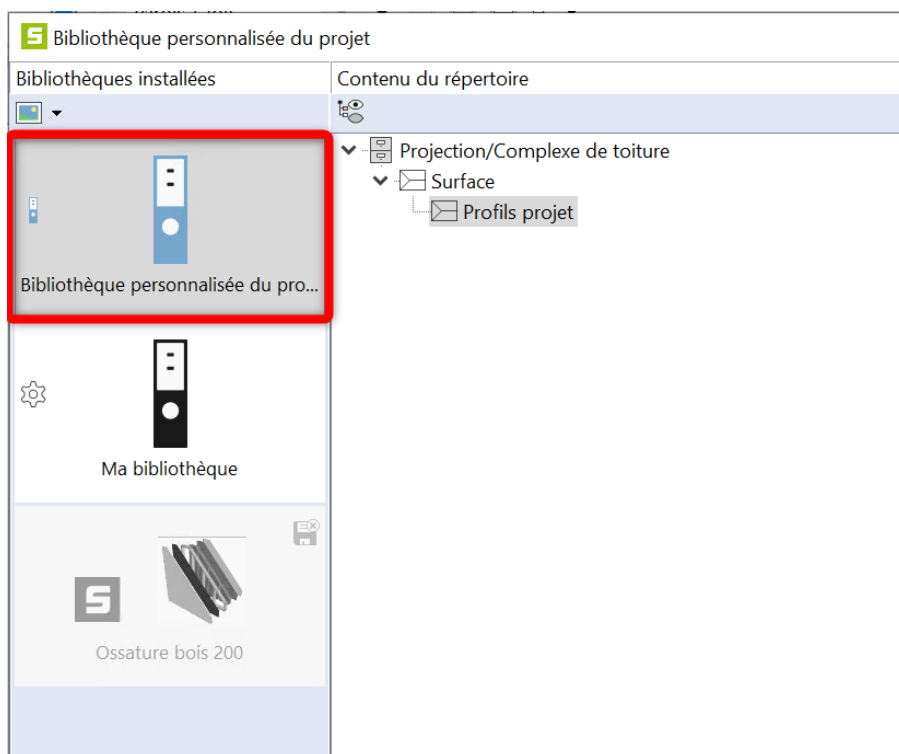 Bibliothèque personnalisée du projet
Bibliothèques installées
Contenu du répertoire
Projection/Complexe de toiture
Surface
Profils projet
Bibliothèque personnalisée du pro...
Ma bibliothèque
Ossature bois 200